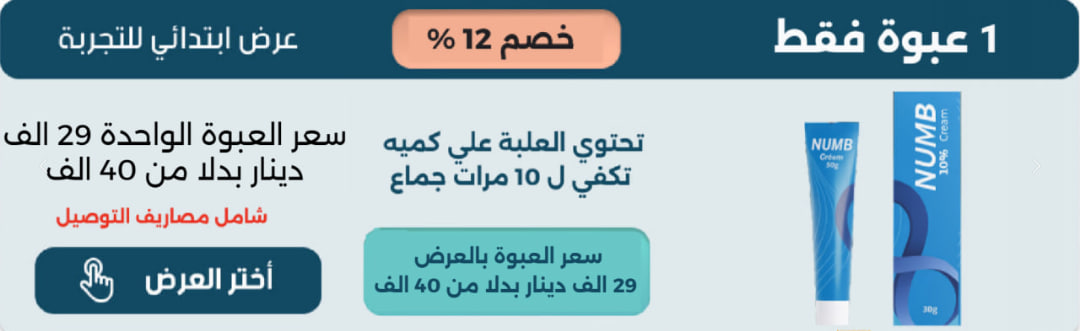 1 عبوة فقط
خصم 12 %
عرض ابتدائي للتجربة
NUMB
10% Cream
30g
NUMB
Cream
50g
تحتوي العلبة علي كميه
تكفي ل 10 مرات جماع
سعر العبوة بالعرض
29 الف دينار بدلا من 40 الف
سعر العبوة الواحدة 29 الف
دينار بدلا من 40 الف
شامل مصاريف التوصيل
أختر العرض